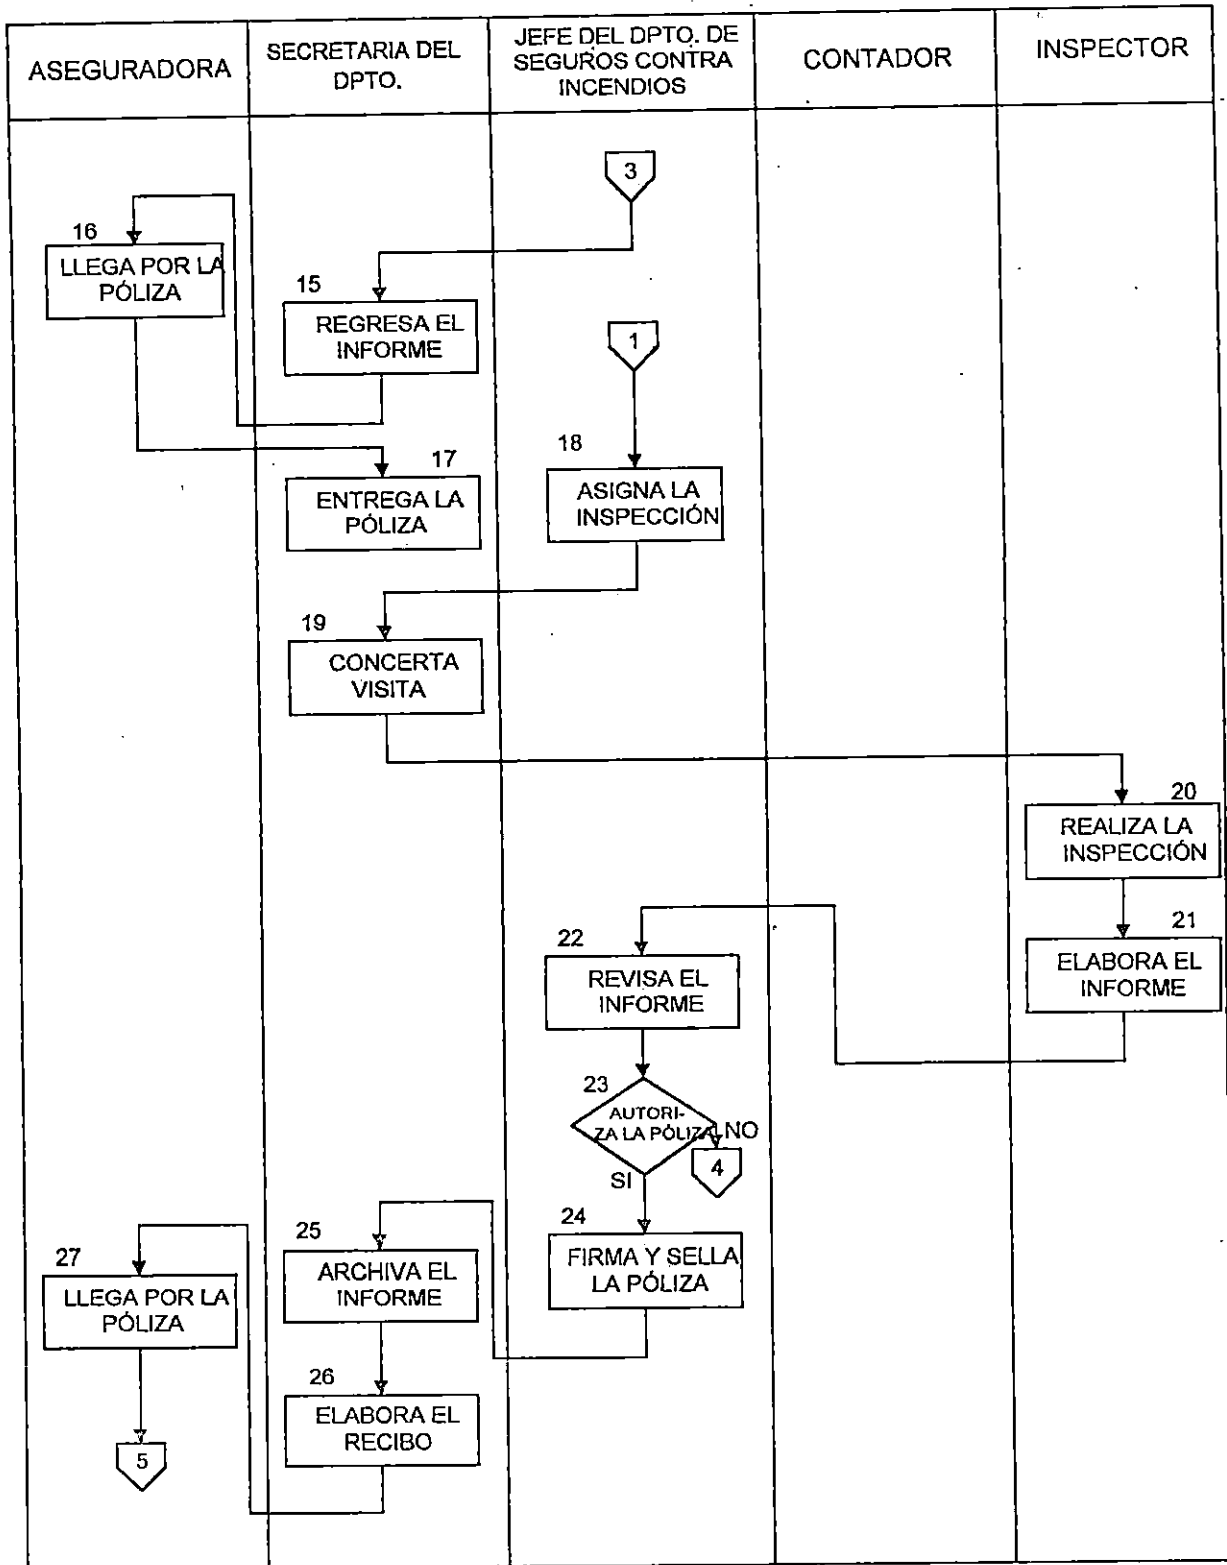 ASEGURADORA
SECRETARIA DEL
DPTO.
JEFE DEL DPTO. DE
SEGUROS CONTRA
INCENDIOS
CONTADOR
INSPECTOR
3
16
LLEGA POR LA
PÓLIZA
15
REGRESA EL
INFORME
1
17
ENTREGA LA
PÓLIZA
18
ASIGNA LA
INSPECCIÓN
19
CONCERTA
VISITA
20
REALIZA LA
INSPECCIÓN
21
ELABORA EL
INFORME
22
REVISA EL
INFORME
23
AUTORI-
ZA LA PÓLIZA
NO
4
SI
24
FIRMA Y SELLA
LA PÓLIZA
25
ARCHIVA EL
INFORME
26
ELABORA EL
RECIBO
27
LLEGA POR LA
PÓLIZA
5